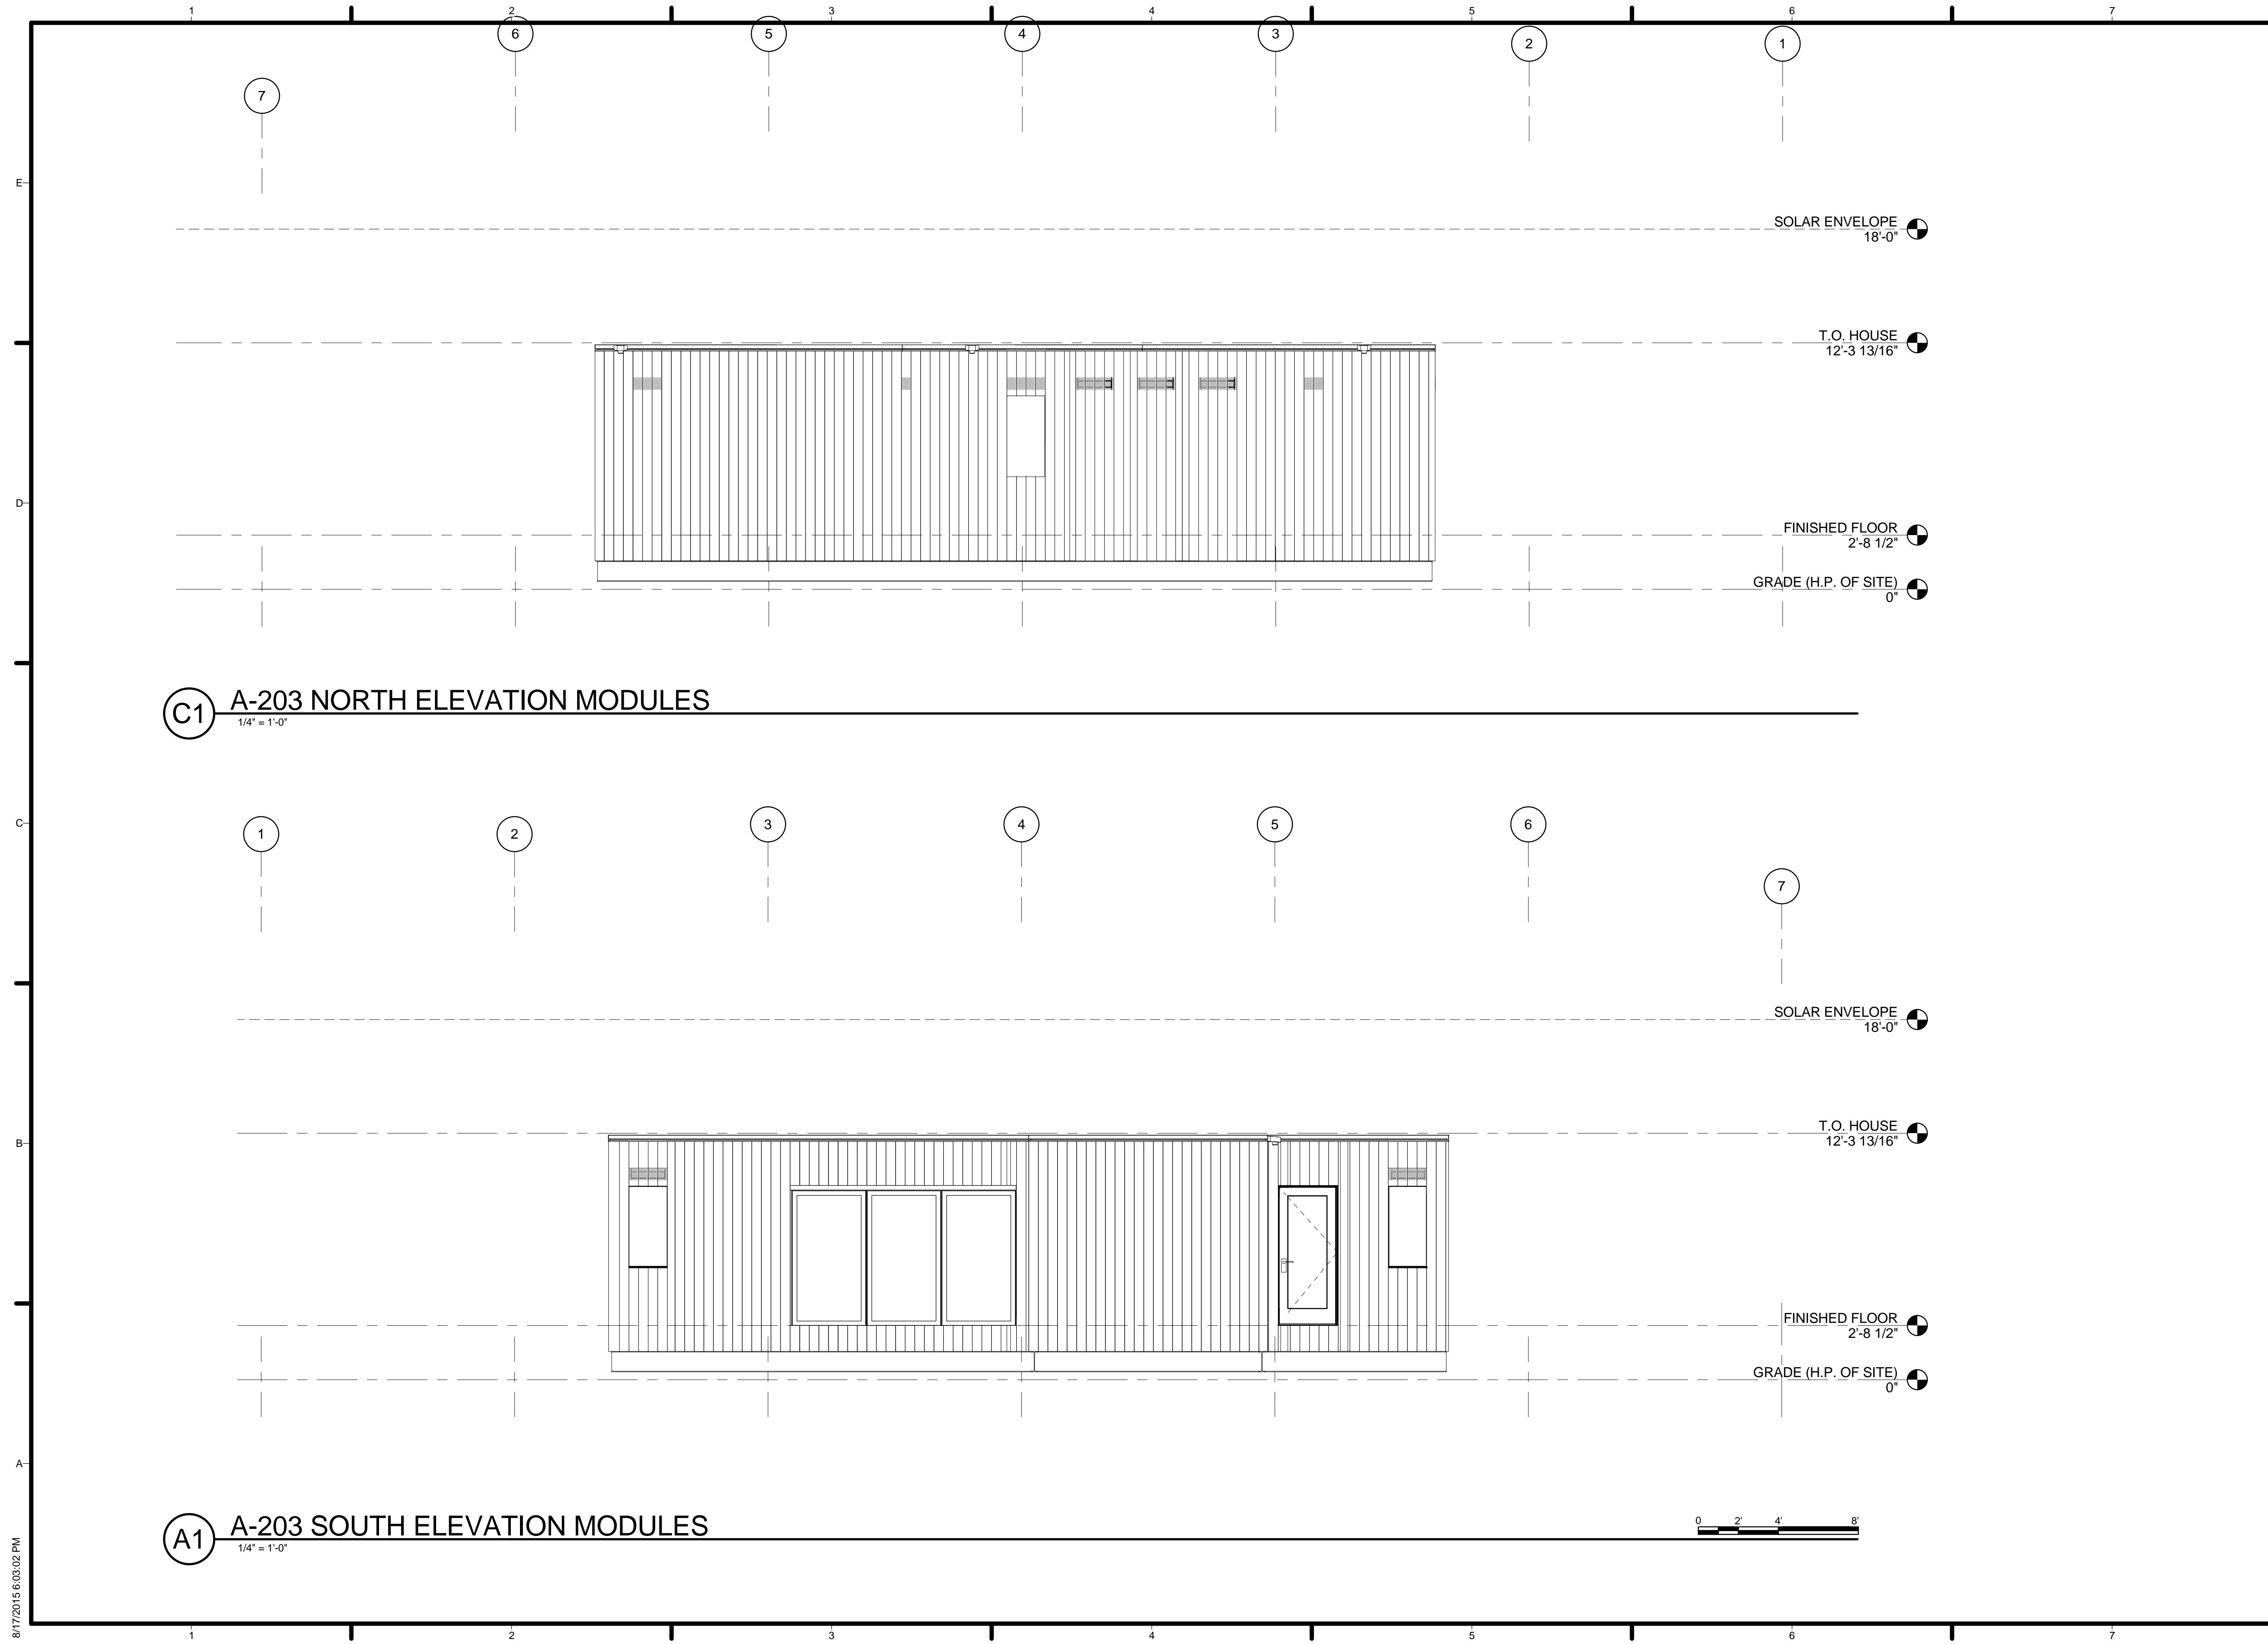 1 2 3 4 5 6 7
6 5 4 3 2 1
7
E
SOLAR ENVELOPE
18'-0"
T.O. HOUSE
12'-3 13/16"
D
FINISHED FLOOR
2'-8 1/2"
GRADE (H.P. OF SITE)
0"
C1 A-203 NORTH ELEVATION MODULES
1/4" = 1'-0"
C
1 2 3 4 5 6
7
SOLAR ENVELOPE
18'-0"
T.O. HOUSE
12'-3 13/16"
B
FINISHED FLOOR
2'-8 1/2"
GRADE (H.P. OF SITE)
0"
A
A1 A-203 SOUTH ELEVATION MODULES
1/4" = 1'-0"
0 2' 4' 8'
8/17/2015 6:03:02 PM
1 2 3 4 5 6 7